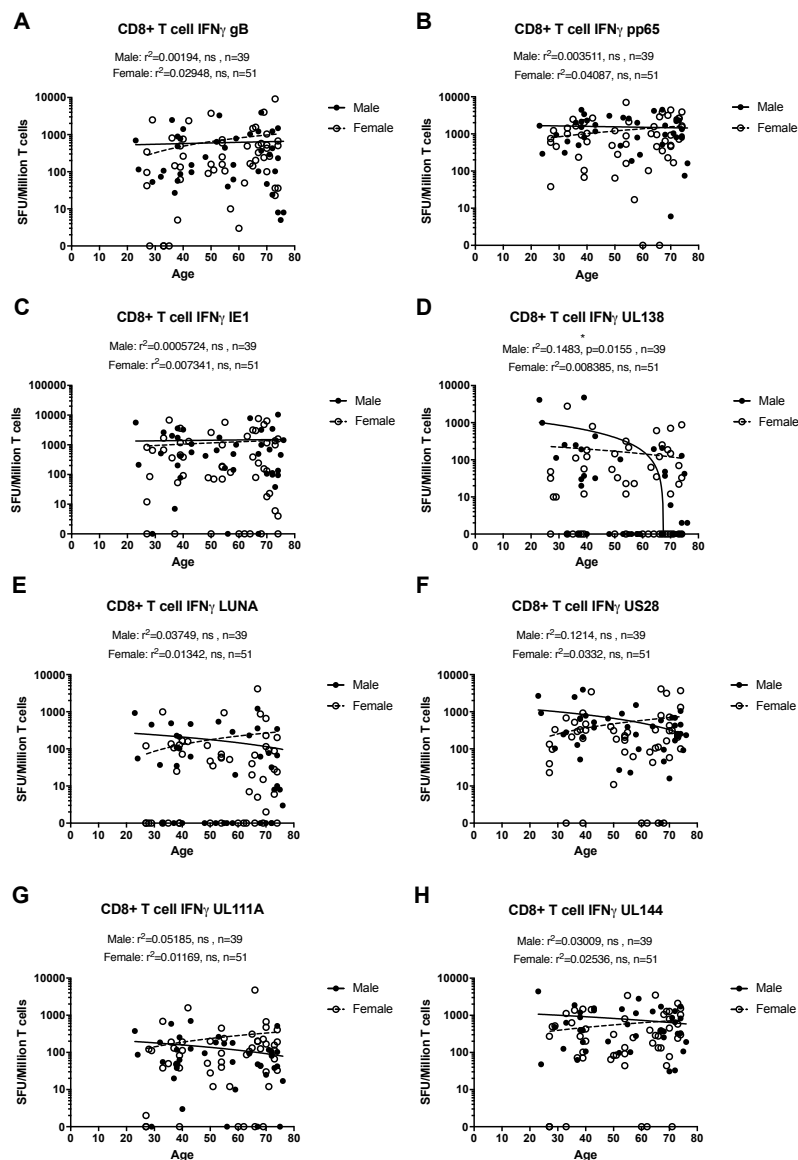 A
CD8+ T cell IFNγ gB
Male: r²=0.00194, ns , n=39
Female: r²=0.02948, ns, n=51
SFU/Million T cells
10000
1000
100
10
0
0 10 20 30 40 50 60 70 80
Age
Male
Female
B
CD8+ T cell IFNγ pp65
Male: r²=0.003511, ns , n=39
Female: r²=0.04087, ns, n=51
SFU/Million T cells
10000
1000
100
10
0
0 10 20 30 40 50 60 70 80
Age
Male
Female
C
CD8+ T cell IFNγ IE1
Male: r²=0.0005724, ns , n=39
Female: r²=0.007341, ns, n=51
SFU/Million T cells
100000
10000
1000
100
10
0
0 10 20 30 40 50 60 70 80
Age
Male
Female
D
CD8+ T cell IFNγ UL138
*
Male: r²=0.1483, p=0.0155 , n=39
Female: r²=0.008385, ns, n=51
SFU/Million T cells
10000
1000
100
10
0
0 10 20 30 40 50 60 70 80
Age
Male
Female
E
CD8+ T cell IFNγ LUNA
Male: r²=0.03749, ns , n=39
Female: r²=0.01342, ns, n=51
SFU/Million T cells
10000
1000
100
10
0
0 10 20 30 40 50 60 70 80
Age
Male
Female
F
CD8+ T cell IFNγ US28
Male: r²=0.1214, ns , n=39
Female: r²=0.0332, ns, n=51
SFU/Million T cells
10000
1000
100
10
0
0 10 20 30 40 50 60 70 80
Age
Male
Female
G
CD8+ T cell IFNγ UL111A
Male: r²=0.05185, ns , n=39
Female: r²=0.01169, ns, n=51
SFU/Million T cells
10000
1000
100
10
1
0 10 20 30 40 50 60 70 80
Age
Male
Female
H
CD8+ T cell IFNγ UL144
Male: r²=0.03009, ns , n=39
Female: r²=0.02536, ns, n=51
SFU/Million T cells
10000
1000
100
10
1
0 10 20 30 40 50 60 70 80
Age
Male
Female